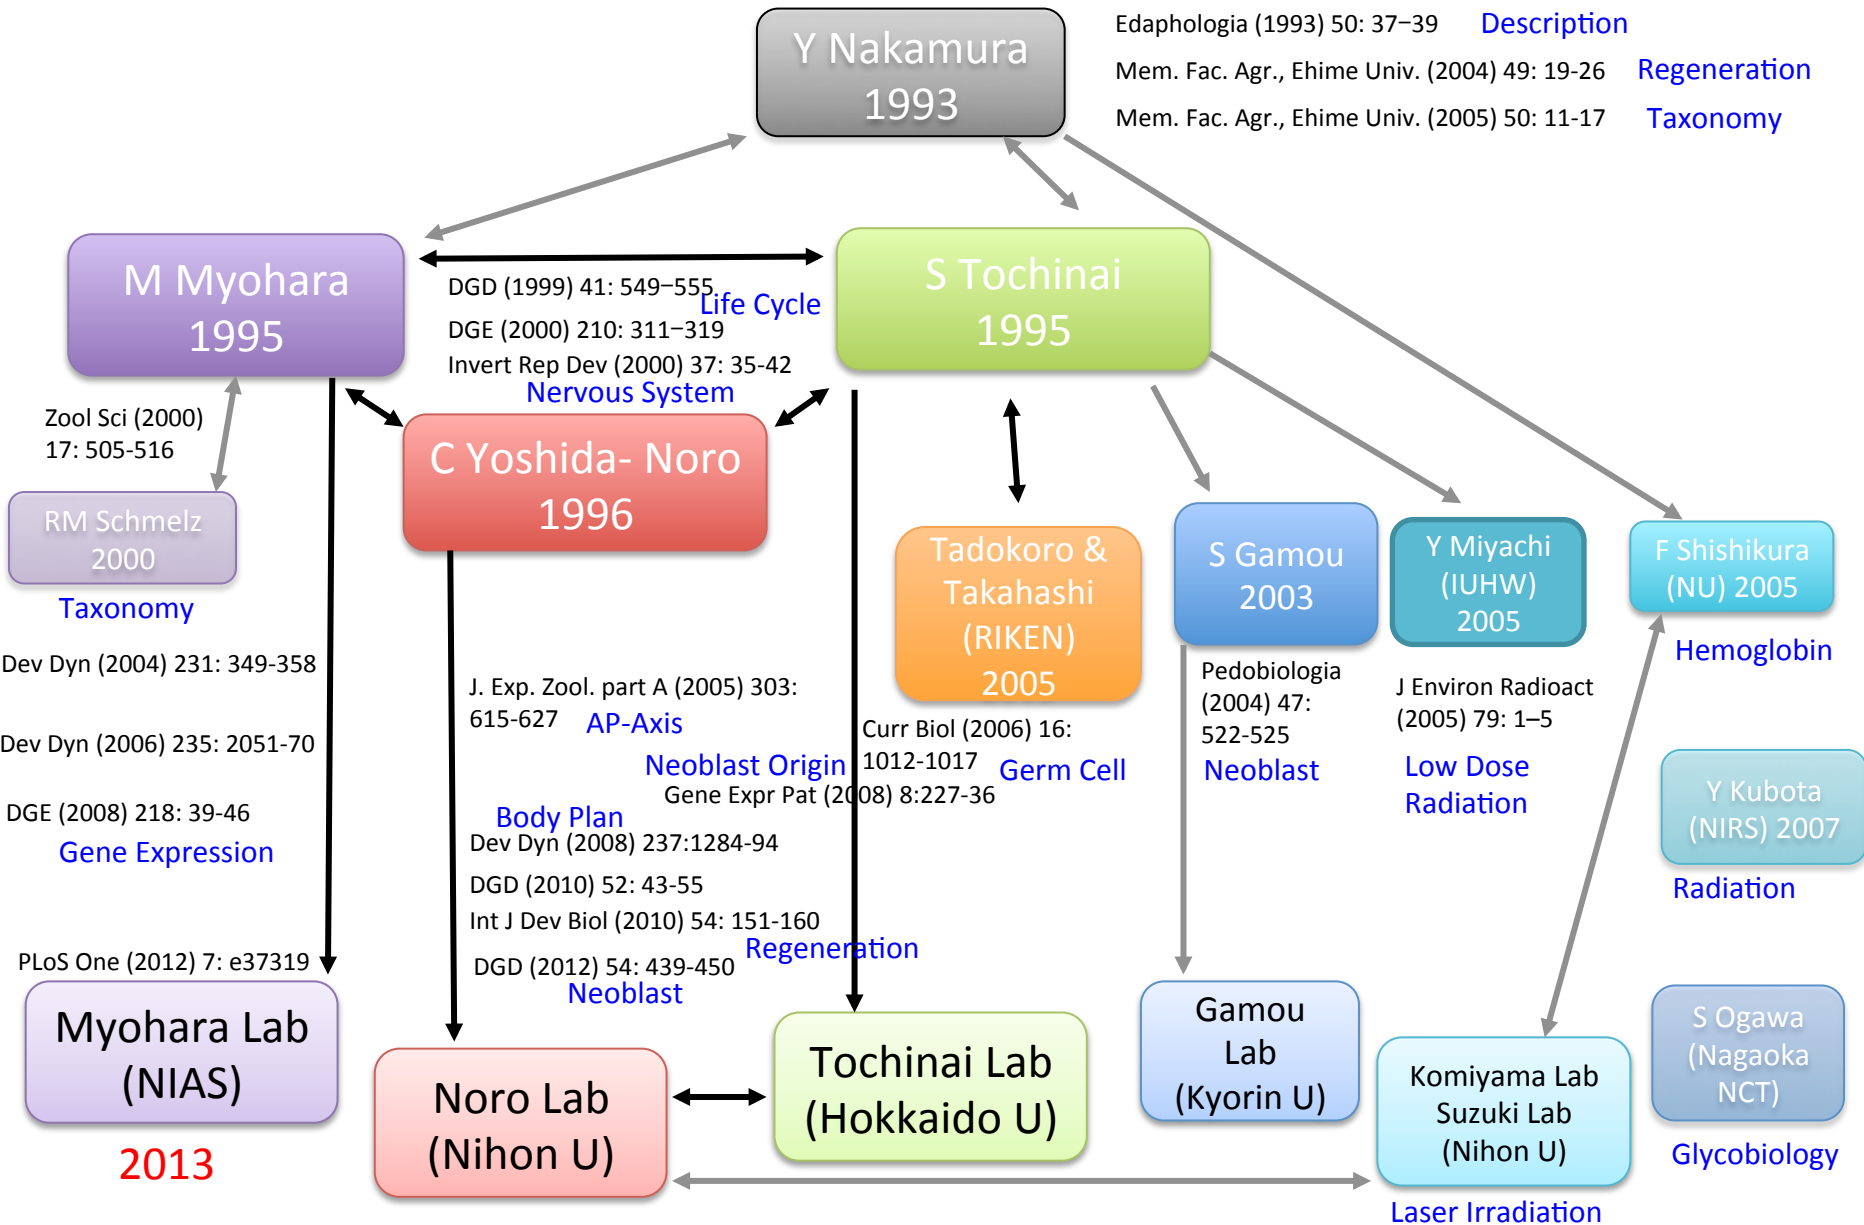 Y Nakamura
1993
Edaphologia (1993) 50: 37–39 Description
Mem. Fac. Agr., Ehime Univ. (2004) 49: 19-26 Regeneration
Mem. Fac. Agr., Ehime Univ. (2005) 50: 11-17 Taxonomy
M Myohara
1995
DGD (1999) 41: 549–555
Life Cycle
DGE (2000) 210: 311–319
Invert Rep Dev (2000) 37: 35-42
Nervous System
S Tochinai
1995
Zool Sci (2000)
17: 505-516
C Yoshida- Noro
1996
RM Schmelz
2000
Taxonomy
Tadokoro &
Takahashi
(RIKEN)
2005
S Gamou
2003
Y Miyachi
(IUHW)
2005
F Shishikura
(NU) 2005
Hemoglobin
Dev Dyn (2004) 231: 349-358
Dev Dyn (2006) 235: 2051-70
DGE (2008) 218: 39-46
Gene Expression
PLoS One (2012) 7: e37319
J. Exp. Zool. part A (2005) 303:
615-627 AP-Axis
Neoblast Origin
Curr Biol (2006) 16:
1012-1017 Germ Cell
Gene Expr Pat (2008) 8:227-36
Body Plan
Dev Dyn (2008) 237:1284-94
DGD (2010) 52: 43-55
Int J Dev Biol (2010) 54: 151-160
Regeneration
DGD (2012) 54: 439-450
Neoblast
Pedobiologia
(2004) 47:
522-525
Neoblast
J Environ Radioact
(2005) 79: 1–5
Low Dose
Radiation
Y Kubota
(NIRS) 2007
Radiation
Myohara Lab
(NIAS)
2013
Noro Lab
(Nihon U)
Tochinai Lab
(Hokkaido U)
Gamou
Lab
(Kyorin U)
Komiyama Lab
Suzuki Lab
(Nihon U)
Laser Irradiation
S Ogawa
(Nagaoka
NCT)
Glycobiology